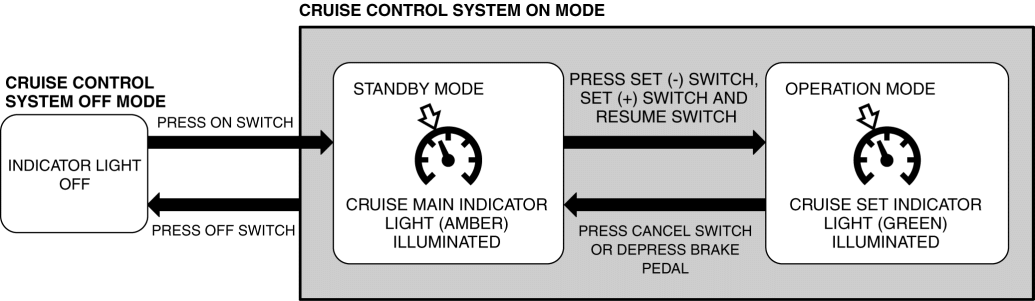 CRUISE CONTROL SYSTEM ON MODE
CRUISE CONTROL
SYSTEM OFF MODE
INDICATOR LIGHT
OFF
PRESS ON SWITCH
PRESS OFF SWITCH
STANDBY MODE
CRUISE MAIN INDICATOR
LIGHT (AMBER)
ILLUMINATED
PRESS SET (-) SWITCH,
SET (+) SWITCH AND
RESUME SWITCH
PRESS CANCEL SWITCH
OR DEPRESS BRAKE
PEDAL
OPERATION MODE
CRUISE SET INDICATOR
LIGHT (GREEN)
ILLUMINATED